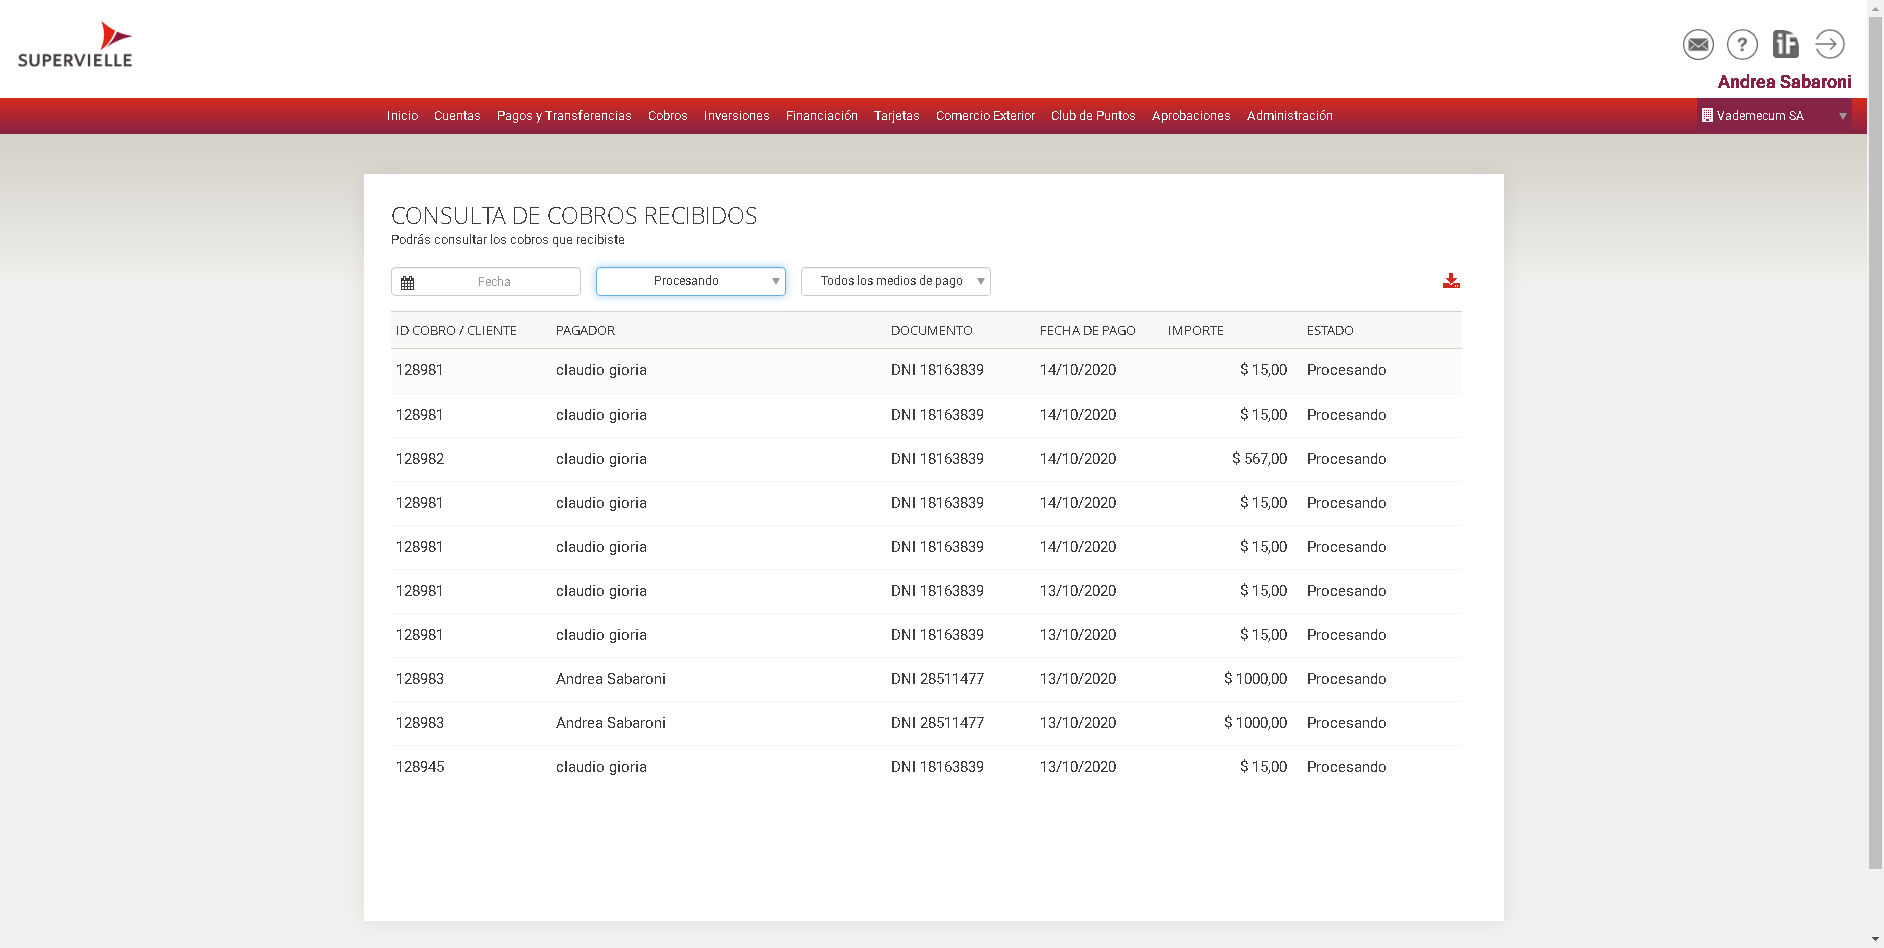 SUPERVIELLE
?
iF
Andrea Sabaroni
Inicio Cuentas Pagos y Transferencias Cobros Inversiones Financiación Tarjetas Comercio Exterior Club de Puntos Aprobaciones Administración Vademecum SA
CONSULTA DE COBROS RECIBIDOS
Podrás consultar los cobros que recibiste
Fecha Procesando Todos los medios de pago
ID COBRO / CLIENTE PAGADOR DOCUMENTO FECHA DE PAGO IMPORTE ESTADO
128981 claudio gioria DNI 18163839 14/10/2020 $ 15,00 Procesando
128981 claudio gioria DNI 18163839 14/10/2020 $ 15,00 Procesando
128982 claudio gioria DNI 18163839 14/10/2020 $ 567,00 Procesando
128981 claudio gioria DNI 18163839 14/10/2020 $ 15,00 Procesando
128981 claudio gioria DNI 18163839 14/10/2020 $ 15,00 Procesando
128981 claudio gioria DNI 18163839 13/10/2020 $ 15,00 Procesando
128981 claudio gioria DNI 18163839 13/10/2020 $ 15,00 Procesando
128983 Andrea Sabaroni DNI 28511477 13/10/2020 $ 1000,00 Procesando
128983 Andrea Sabaroni DNI 28511477 13/10/2020 $ 1000,00 Procesando
128945 claudio gioria DNI 18163839 13/10/2020 $ 15,00 Procesando